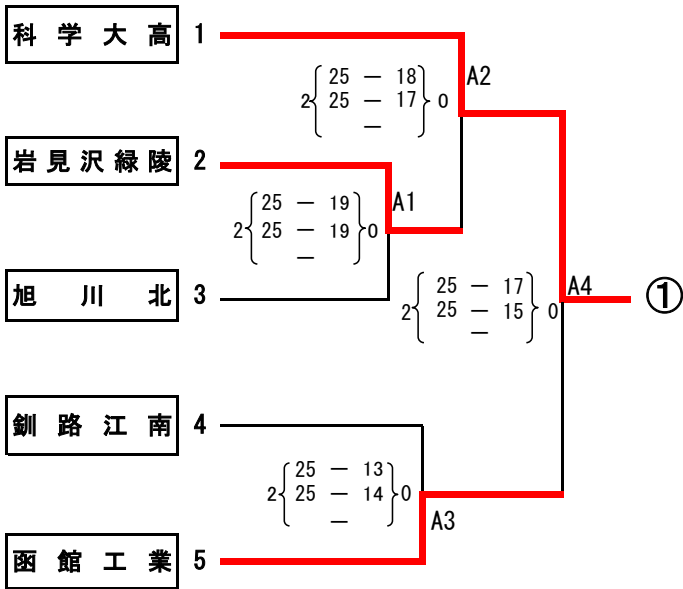 科学大高 1
25 — 18
A2
2 25 — 17 0
—
岩見沢緑陵 2
25 — 19
A1
2 25 — 19 0
—
旭川北 3
25 — 17
A4
①
2 25 — 15 0
—
釧路江南 4
25 — 13
2 25 — 14 0
—
A3
函館工業 5